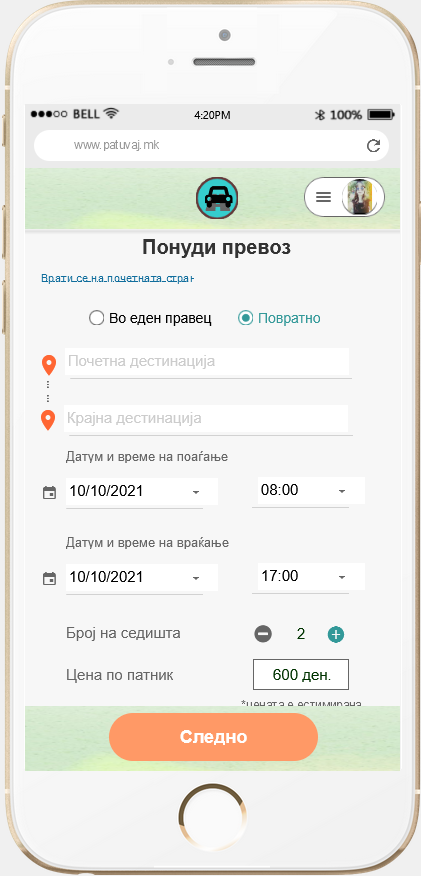 BELL 4:20PM 100%
www.patuvaj.mk
Понуди превоз
Врати се на почетната стран
Во еден правец Повратно
Почетна дестинација
Крајна дестинација
Датум и време на поаѓање
10/10/2021 08:00
Датум и време на враќање
10/10/2021 17:00
Број на седишта 2
Цена по патник 600 ден.
*цената е естимирана
Следно